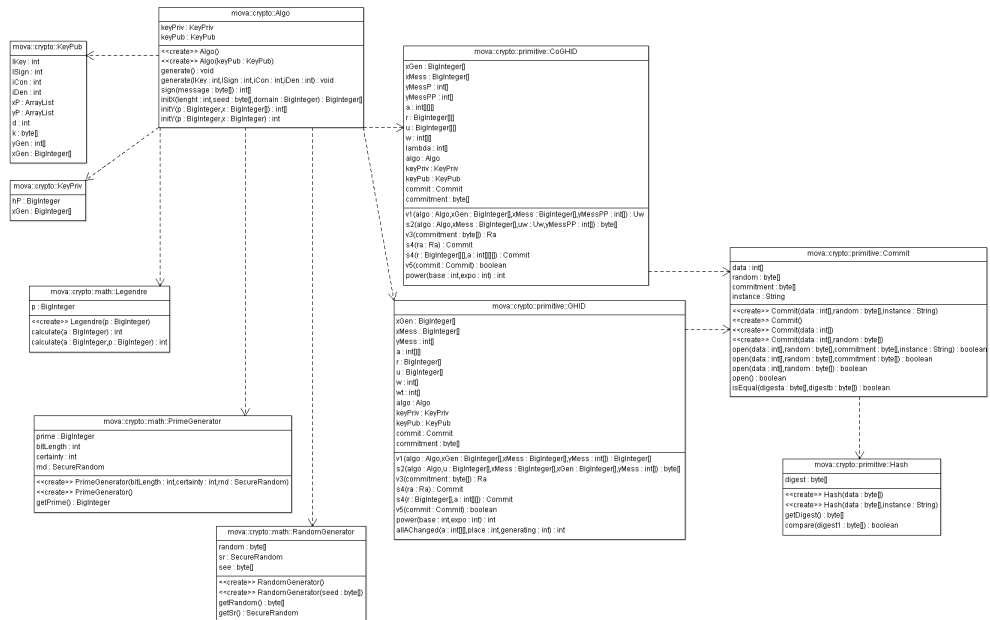 mova::crypto::Algo
keyPriv : KeyPriv
keyPub : KeyPub
<<create>> Algo()
<<create>> Algo(keyPub : KeyPub)
generate() : void
generate(lKey : int,lSign : int,iCon : int,iDen : int) : void
sign(message : byte[]) : int[]
initX(lenght : int,seed : byte[],domain : BigInteger) : BigInteger[]
initY(p : BigInteger,x : BigInteger[]) : int[]
initY(p : BigInteger,x : BigInteger) : int
mova::crypto::KeyPub
lKey : int
lSign : int
iCon : int
iDen : int
xP : ArrayList
yP : ArrayList
d : int
k : byte[]
yGen : int[]
xGen : BigInteger[]
mova::crypto::KeyPriv
hP : BigInteger
xGen : BigInteger[]
mova::crypto::primitive::CoGHID
xGen : BigInteger[]
xMess : BigInteger[]
yMessP : int[]
yMessPP : int[]
a : int[][][]
r : BigInteger[][]
u : BigInteger[][]
w : int[][]
lambda : int[]
algo : Algo
keyPriv : KeyPriv
keyPub : KeyPub
commit : Commit
commitment : byte[]
v1(algo : Algo,xGen : BigInteger[],xMess : BigInteger[],yMessPP : int[]) : Uw
s2(algo : Algo,xMess : BigInteger[],uw : Uw,yMessPP : int[]) : byte[]
v3(commitment : byte[]) : Ra
s4(ra : Ra) : Commit
s4(r : BigInteger[][],a : int[][][]) : Commit
v5(commit : Commit) : boolean
power(base : int,expo : int) : int
mova::crypto::primitive::Commit
data : int[]
random : byte[]
commitment : byte[]
instance : String
<<create>> Commit(data : int[],random : byte[],instance : String)
<<create>> Commit()
<<create>> Commit(data : int[])
<<create>> Commit(data : int[],random : byte[])
open(data : int[],random : byte[],commitment : byte[],instance : String) : boolean
open(data : int[],random : byte[],commitment : byte[]) : boolean
open(data : int[],random : byte[]) : boolean
open() : boolean
isEqual(digesta : byte[],digestb : byte[]) : boolean
mova::crypto::math::Legendre
p : BigInteger
<<create>> Legendre(p : BigInteger)
calculate(a : BigInteger) : int
calculate(a : BigInteger,p : BigInteger) : int
mova::crypto::primitive::GHID
xGen : BigInteger[]
xMess : BigInteger[]
yMess : int[]
a : int[][]
r : BigInteger[]
u : BigInteger[]
w : int[]
wt : int[]
algo : Algo
keyPriv : KeyPriv
keyPub : KeyPub
commit : Commit
commitment : byte[]
v1(algo : Algo,xGen : BigInteger[],xMess : BigInteger[],yMess : int[]) : BigInteger[]
s2(algo : Algo,u : BigInteger[],xMess : BigInteger[],xGen : BigInteger[],yMess : int[]) : byte[]
v3(commitment : byte[]) : Ra
s4(ra : Ra) : Commit
s4(r : BigInteger[],a : int[][]) : Commit
v5(commit : Commit) : boolean
power(base : int,expo : int) : int
allAChanged(a : int[][],place : int,generating : int) : int
mova::crypto::math::PrimeGenerator
prime : BigInteger
bitLength : int
certainty : int
rnd : SecureRandom
<<create>> PrimeGenerator(bitLength : int,certainty : int,rnd : SecureRandom)
<<create>> PrimeGenerator()
getPrime() : BigInteger
mova::crypto::primitive::Hash
digest : byte[]
<<create>> Hash(data : byte[])
<<create>> Hash(data : byte[],instance : String)
getDigest() : byte[]
compare(digest1 : byte[]) : boolean
mova::crypto::math::RandomGenerator
random : byte[]
sr : SecureRandom
see : byte[]
<<create>> RandomGenerator()
<<create>> RandomGenerator(seed : byte[])
getRandom() : byte[]
getSr() : SecureRandom